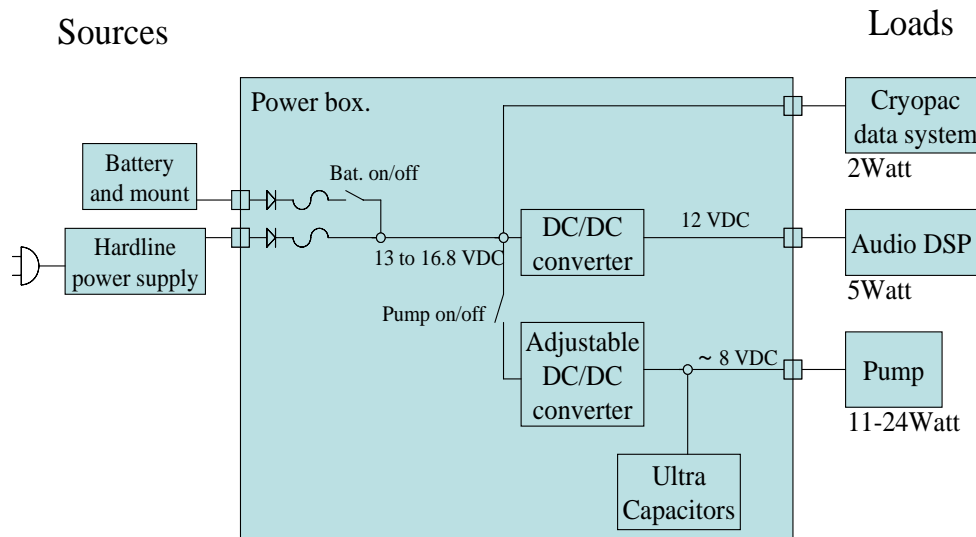 Sources
Loads
Power box.
Cryopac
data system
2Watt
Battery
and mount
Bat. on/off
Hardline
power supply
13 to 16.8 VDC
DC/DC
converter
12 VDC
Audio DSP
5Watt
Pump on/off
Adjustable
DC/DC
converter
~ 8 VDC
Pump
11-24Watt
Ultra
Capacitors